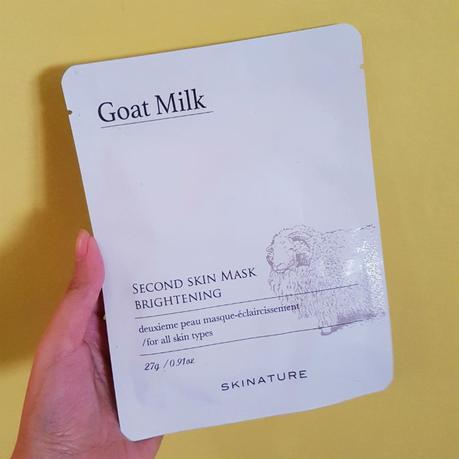 Goat Milk
SECOND SKIN MASK
BRIGHTENING
deuxieme peau masque-éclaircissement
/for all skin types
27g / 0.91oz
SKINATURE